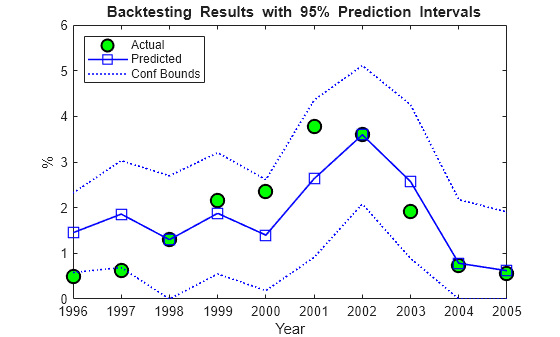 Backtesting Results with 95% Prediction Intervals
6
5
4
3
2
1
0
%
Actual
Predicted
Conf Bounds
1996 1997 1998 1999 2000 2001 2002 2003 2004 2005
Year